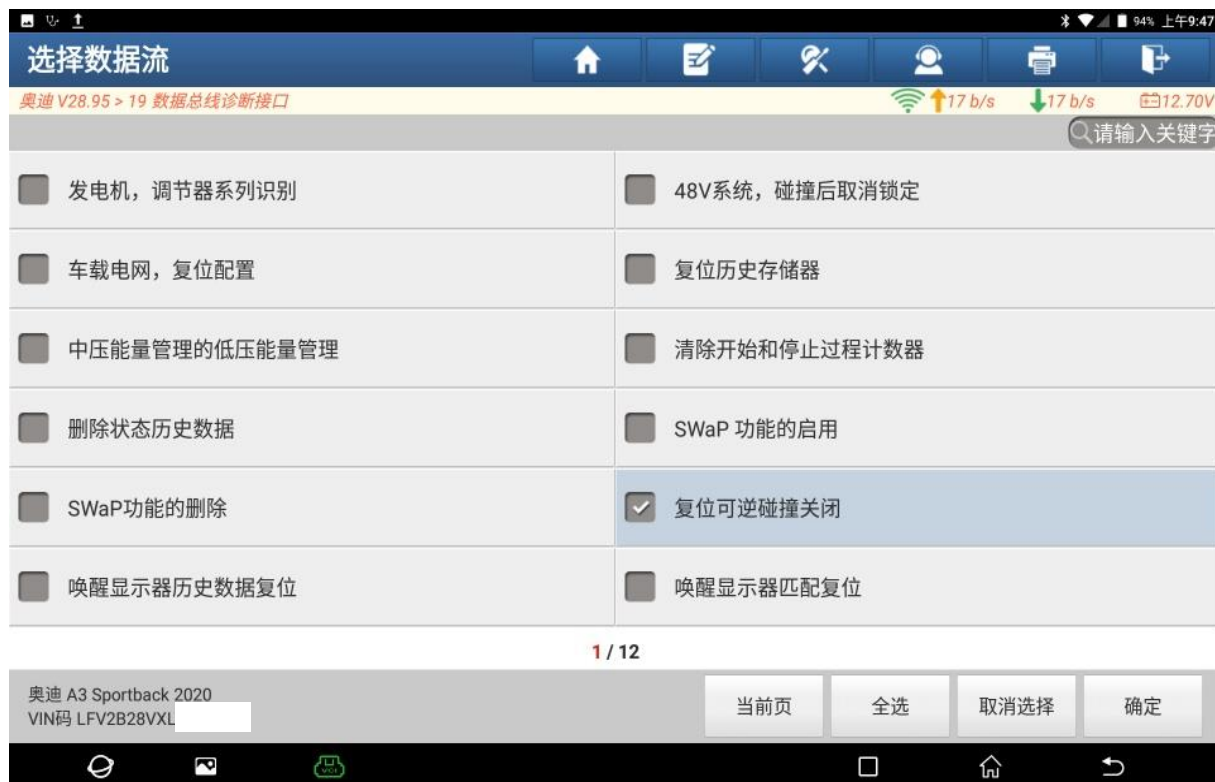 94% 上午9:47
选择数据流
奥迪 V28.95 > 19 数据总线诊断接口 17 b/s 17 b/s 12.70V
请输入关键字
发电机，调节器系列识别 48V系统，碰撞后取消锁定
车载电网，复位配置 复位历史存储器
中压能量管理的低压能量管理 清除开始和停止过程计数器
删除状态历史数据 SWaP 功能的启用
SWaP功能的删除 复位可逆碰撞关闭
唤醒显示器历史数据复位 唤醒显示器匹配复位
1 / 12
奥迪 A3 Sportback 2020
VIN码 LFV2B28VXL
当前页 全选 取消选择 确定
VCI